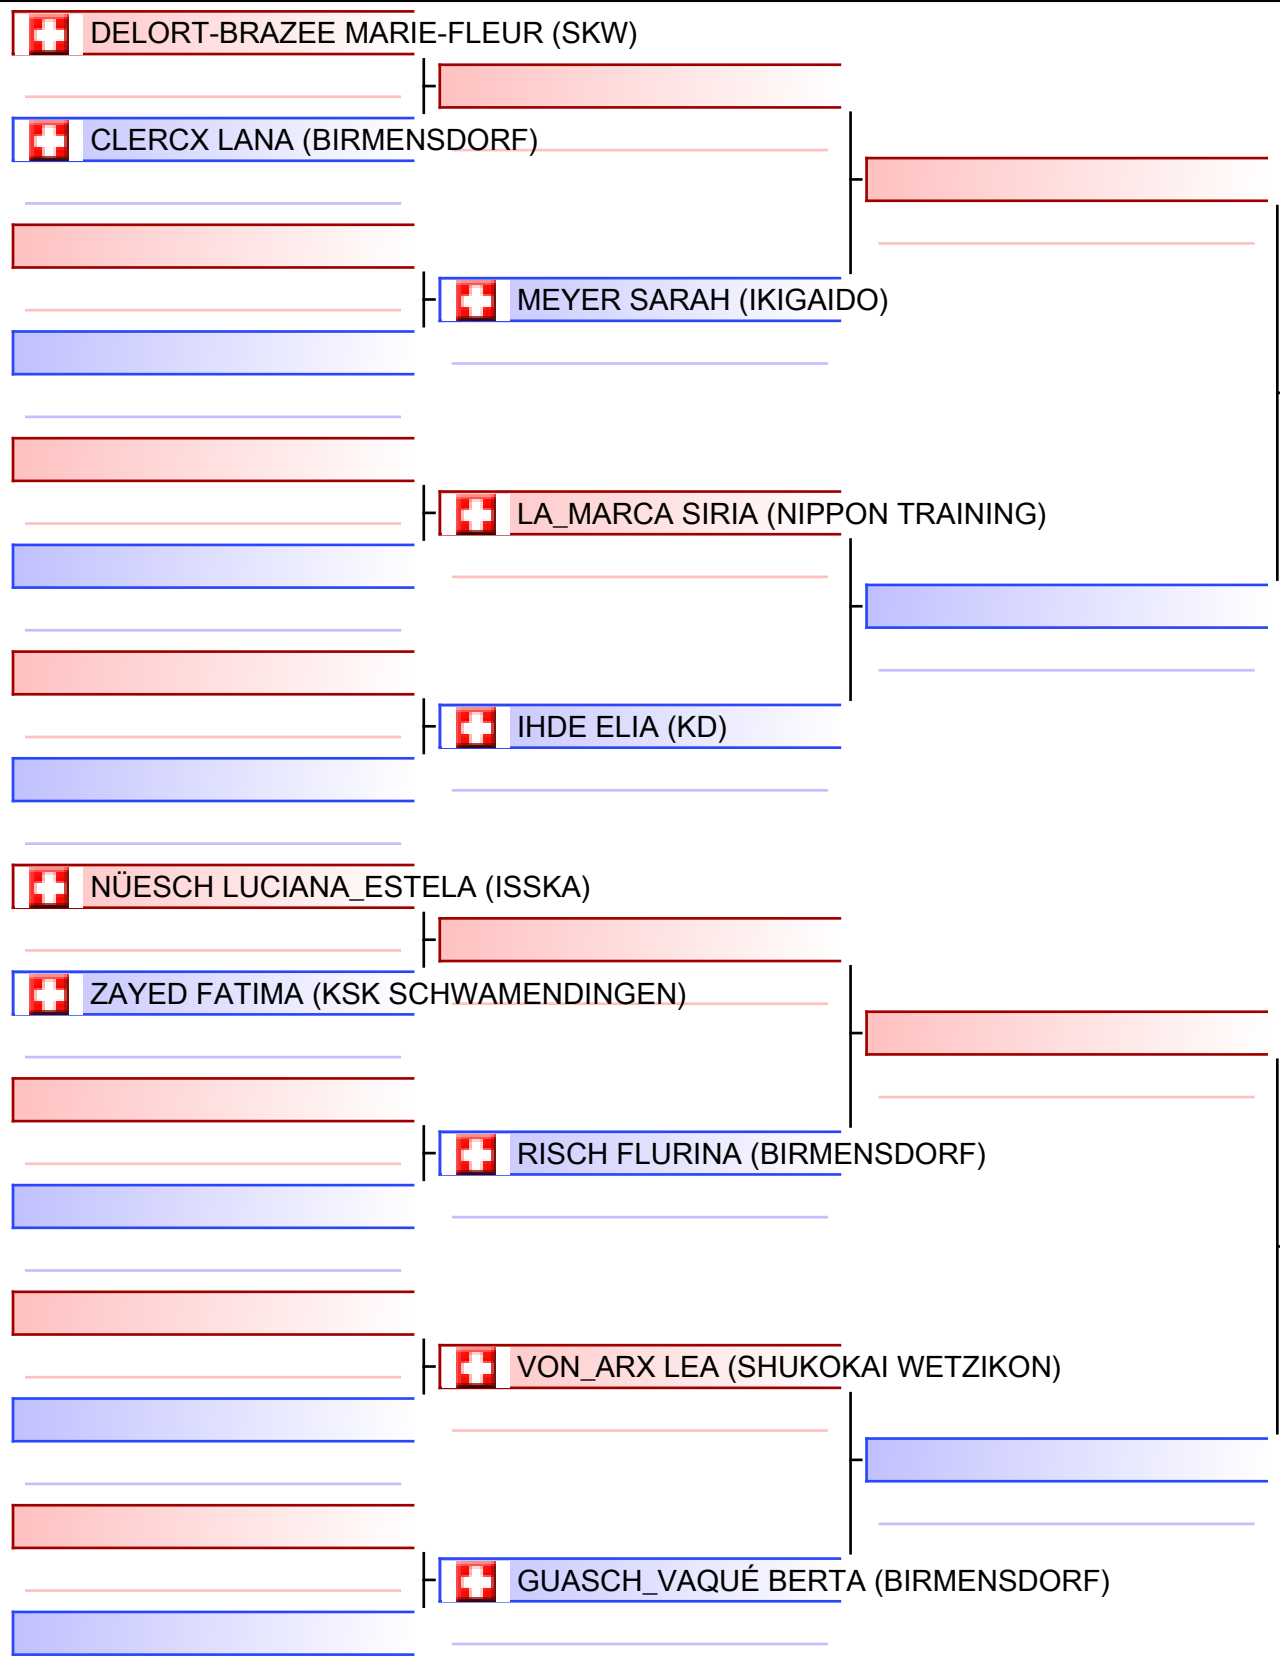 DELORT-BRAZEE MARIE-FLEUR (SKW)
CLERCX LANA (BIRMENSDORF)
MEYER SARAH (IKIGAIDO)
LA_MARCA SIRIA (NIPPON TRAINING)
IHDE ELIA (KD)
NÜESCH LUCIANA_ESTELA (ISSKA)
ZAYED FATIMA (KSK SCHWAMENDINGEN)
RISCH FLURINA (BIRMENSDORF)
VON_ARX LEA (SHUKOKAI WETZIKON)
GUASCH_VAQUÉ BERTA (BIRMENSDORF)